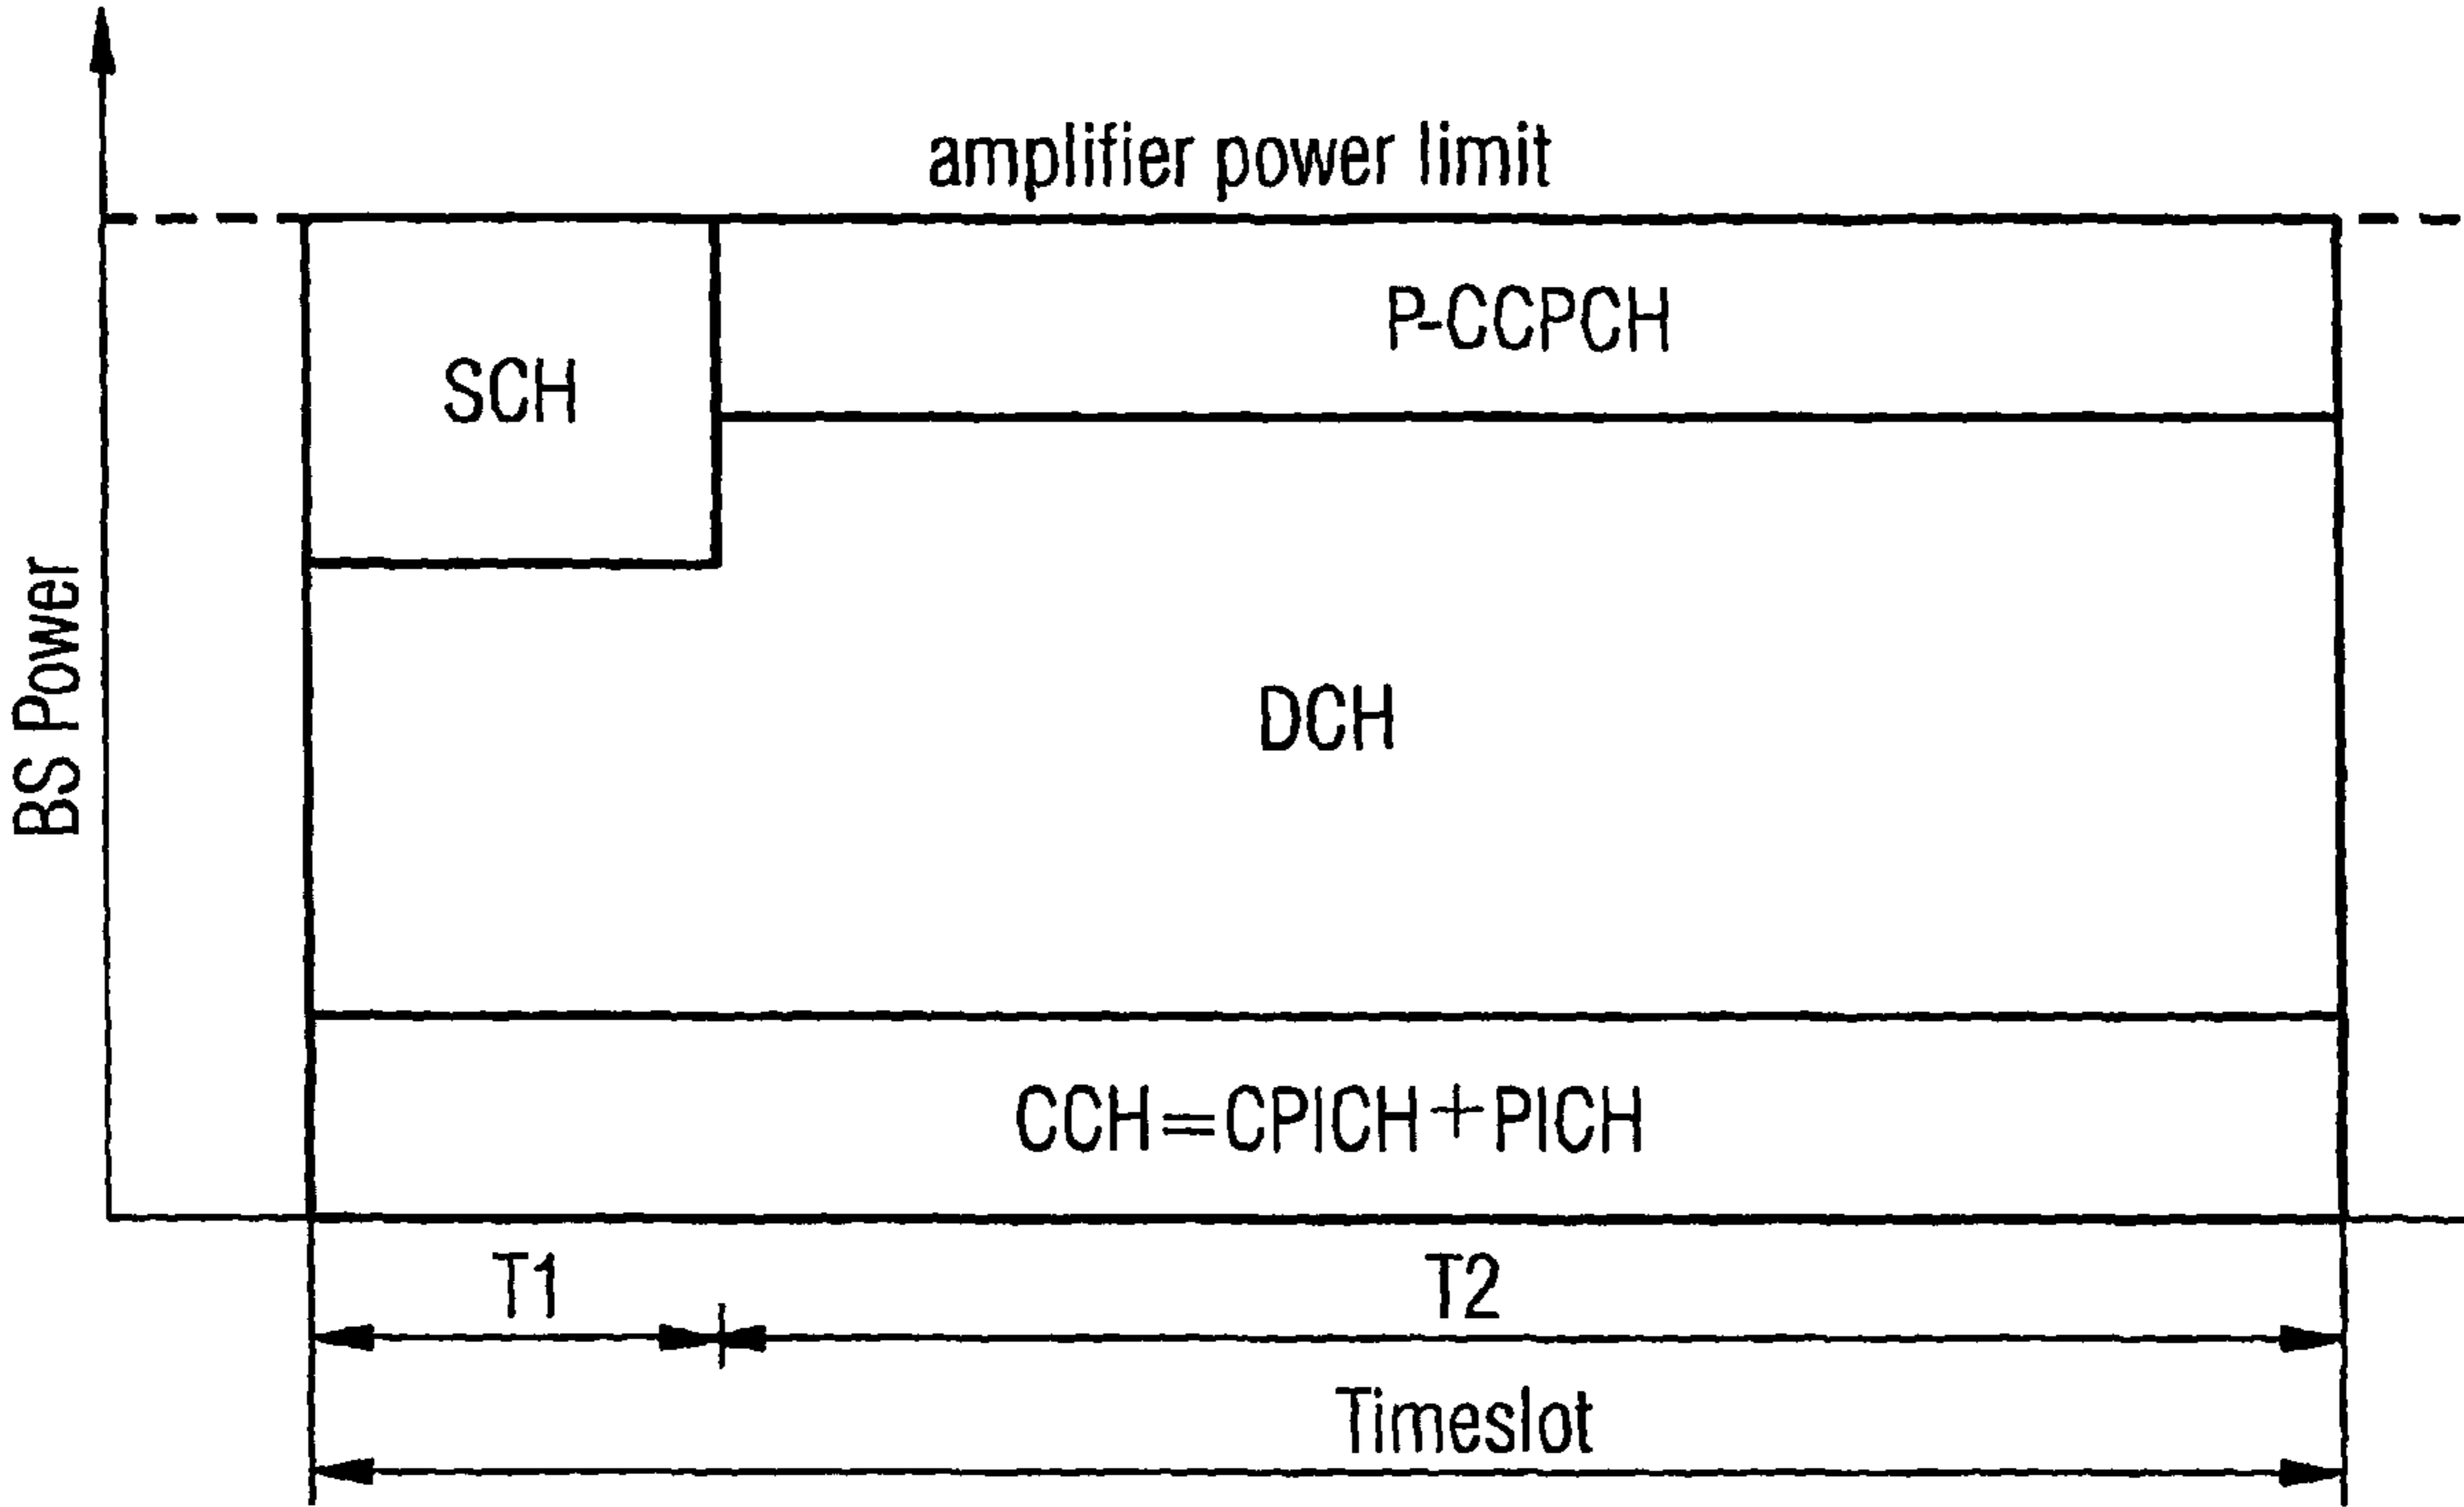 amplifier power limit
P-CCPCH
SCH
DCH
BS Power
CCH=CPICH+PICH
T1
T2
Timeslot